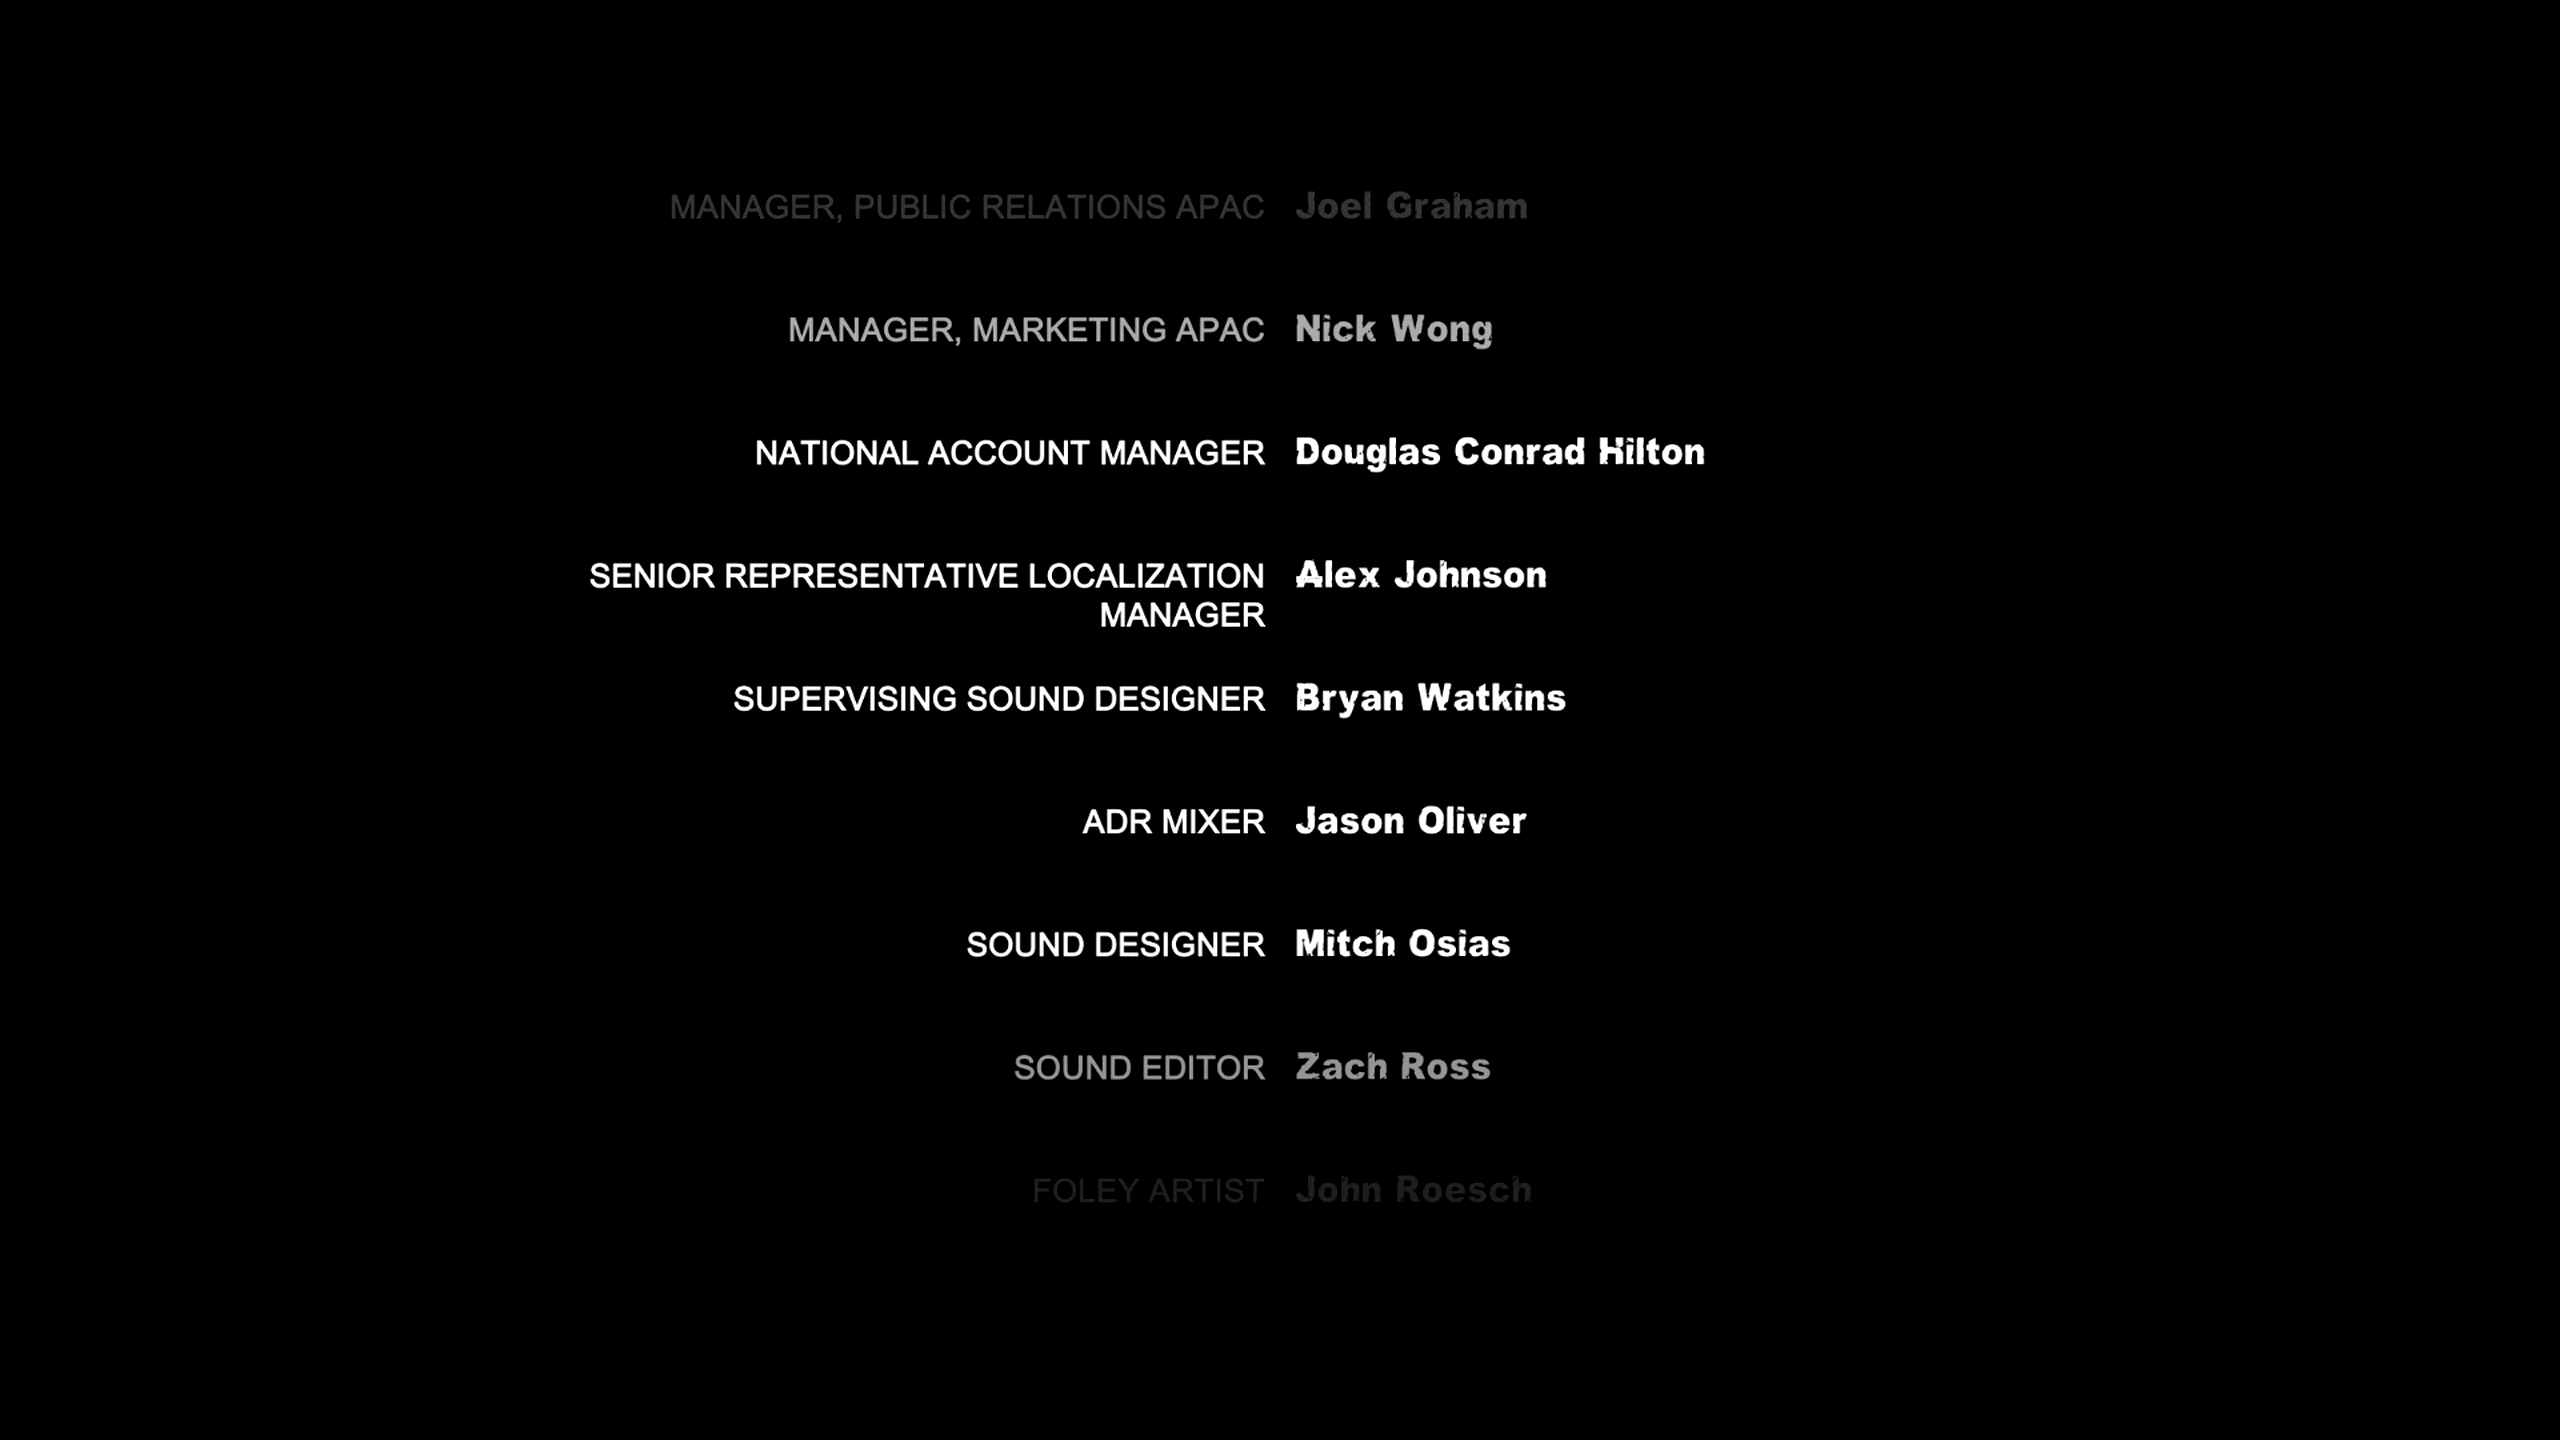 MANAGER, PUBLIC RELATIONS APAC Joel Graham
MANAGER, MARKETING APAC Nick Wong
NATIONAL ACCOUNT MANAGER Douglas Conrad Hilton
SENIOR REPRESENTATIVE LOCALIZATION Alex Johnson
MANAGER
SUPERVISING SOUND DESIGNER Bryan Watkins
ADR MIXER Jason Oliver
SOUND DESIGNER Mitch Osias
SOUND EDITOR Zach Ross
FOLEY ARTIST John Roesch